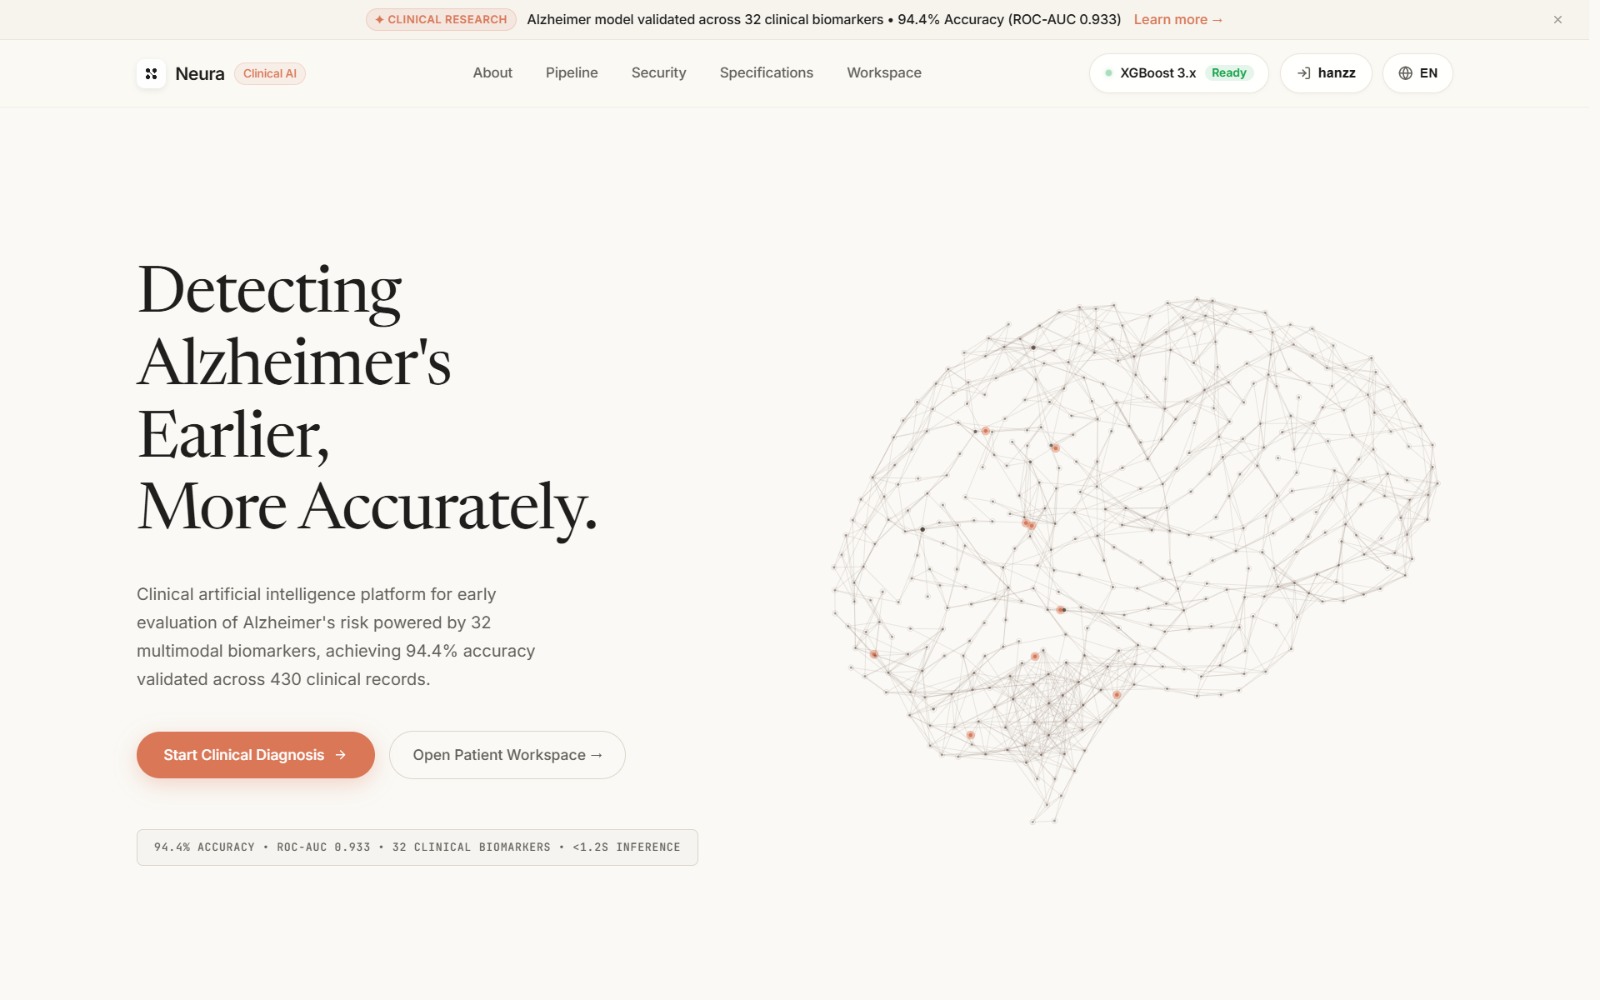 ✦ CLINICAL RESEARCH Alzheimer model validated across 32 clinical biomarkers • 94.4% Accuracy (ROC-AUC 0.933) Learn more → ×
Neura Clinical AI About Pipeline Security Specifications Workspace XGBoost 3.x Ready hanzz EN
Detecting
Alzheimer's
Earlier,
More Accurately.
Clinical artificial intelligence platform for early
evaluation of Alzheimer's risk powered by 32
multimodal biomarkers, achieving 94.4% accuracy
validated across 430 clinical records.
Start Clinical Diagnosis → Open Patient Workspace →
94.4% ACCURACY • ROC-AUC 0.933 • 32 CLINICAL BIOMARKERS • <1.2S INFERENCE